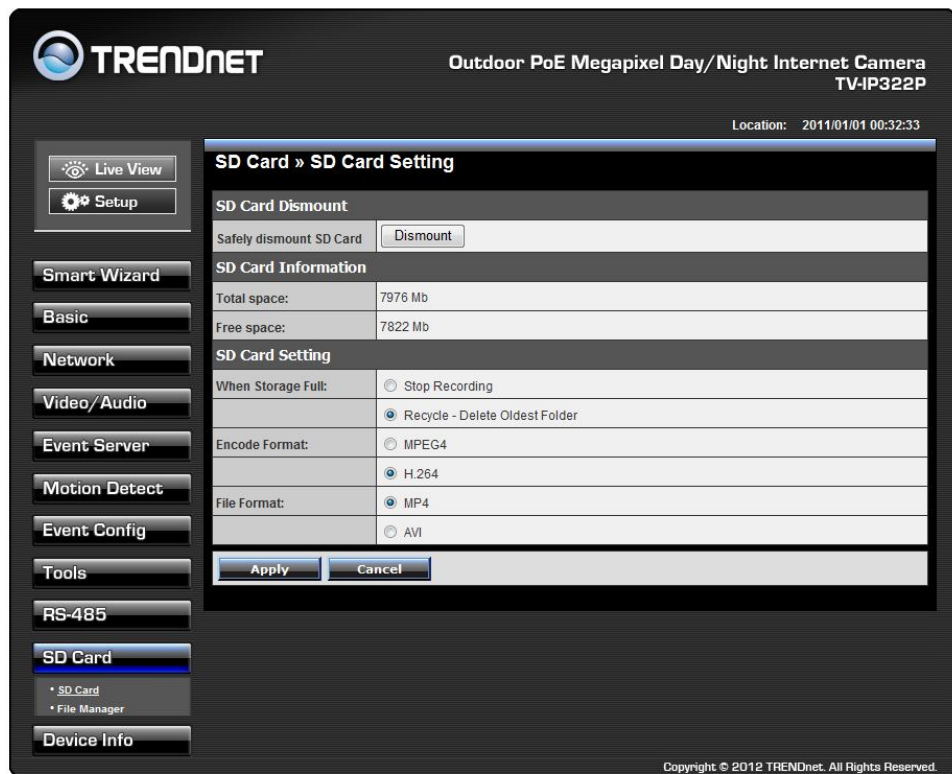 TRENDNET
Outdoor PoE Megapixel Day/Night Internet Camera
TV-IP322P
Location: 2011/01/01 00:32:33
Live View
Setup
Smart Wizard
Basic
Network
Video/Audio
Event Server
Motion Detect
Event Config
Tools
RS-485
SD Card
• SD Card
• File Manager
Device Info
SD Card » SD Card Setting
SD Card Dismount
Safely dismount SD Card Dismount
SD Card Information
Total space: 7976 Mb
Free space: 7822 Mb
SD Card Setting
When Storage Full: Stop Recording
Recycle - Delete Oldest Folder
Encode Format: MPEG4
H.264
File Format: MP4
AVI
Apply Cancel
Copyright © 2012 TRENDnet. All Rights Reserved.